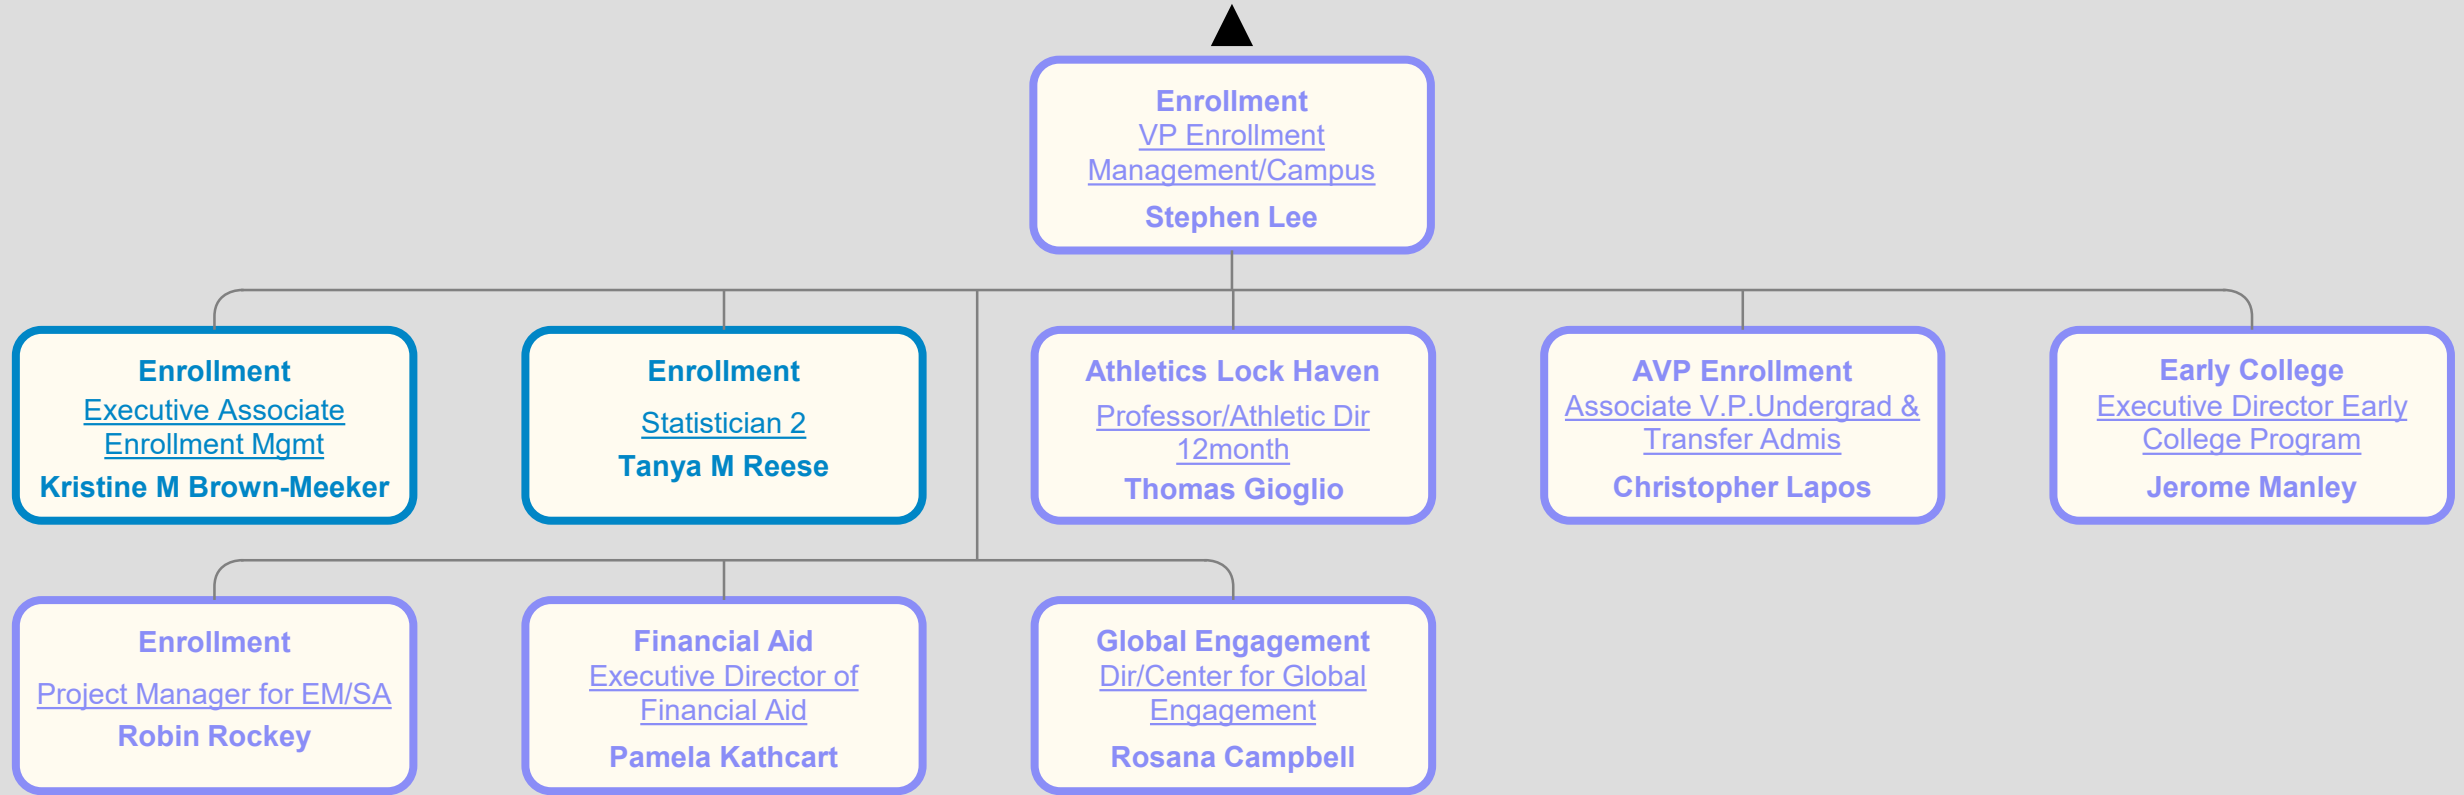 Enrollment
VP Enrollment
Management/Campus
Stephen Lee
Enrollment
Executive Associate
Enrollment Mgmt
Kristine M Brown-Meeker
Enrollment
Statistician 2
Tanya M Reese
Athletics Lock Haven
Professor/Athletic Dir
12month
Thomas Gioglio
AVP Enrollment
Associate V.P.Undergrad &
Transfer Admis
Christopher Lapos
Early College
Executive Director Early
College Program
Jerome Manley
Enrollment
Project Manager for EM/SA
Robin Rockey
Financial Aid
Executive Director of
Financial Aid
Pamela Kathcart
Global Engagement
Dir/Center for Global
Engagement
Rosana Campbell